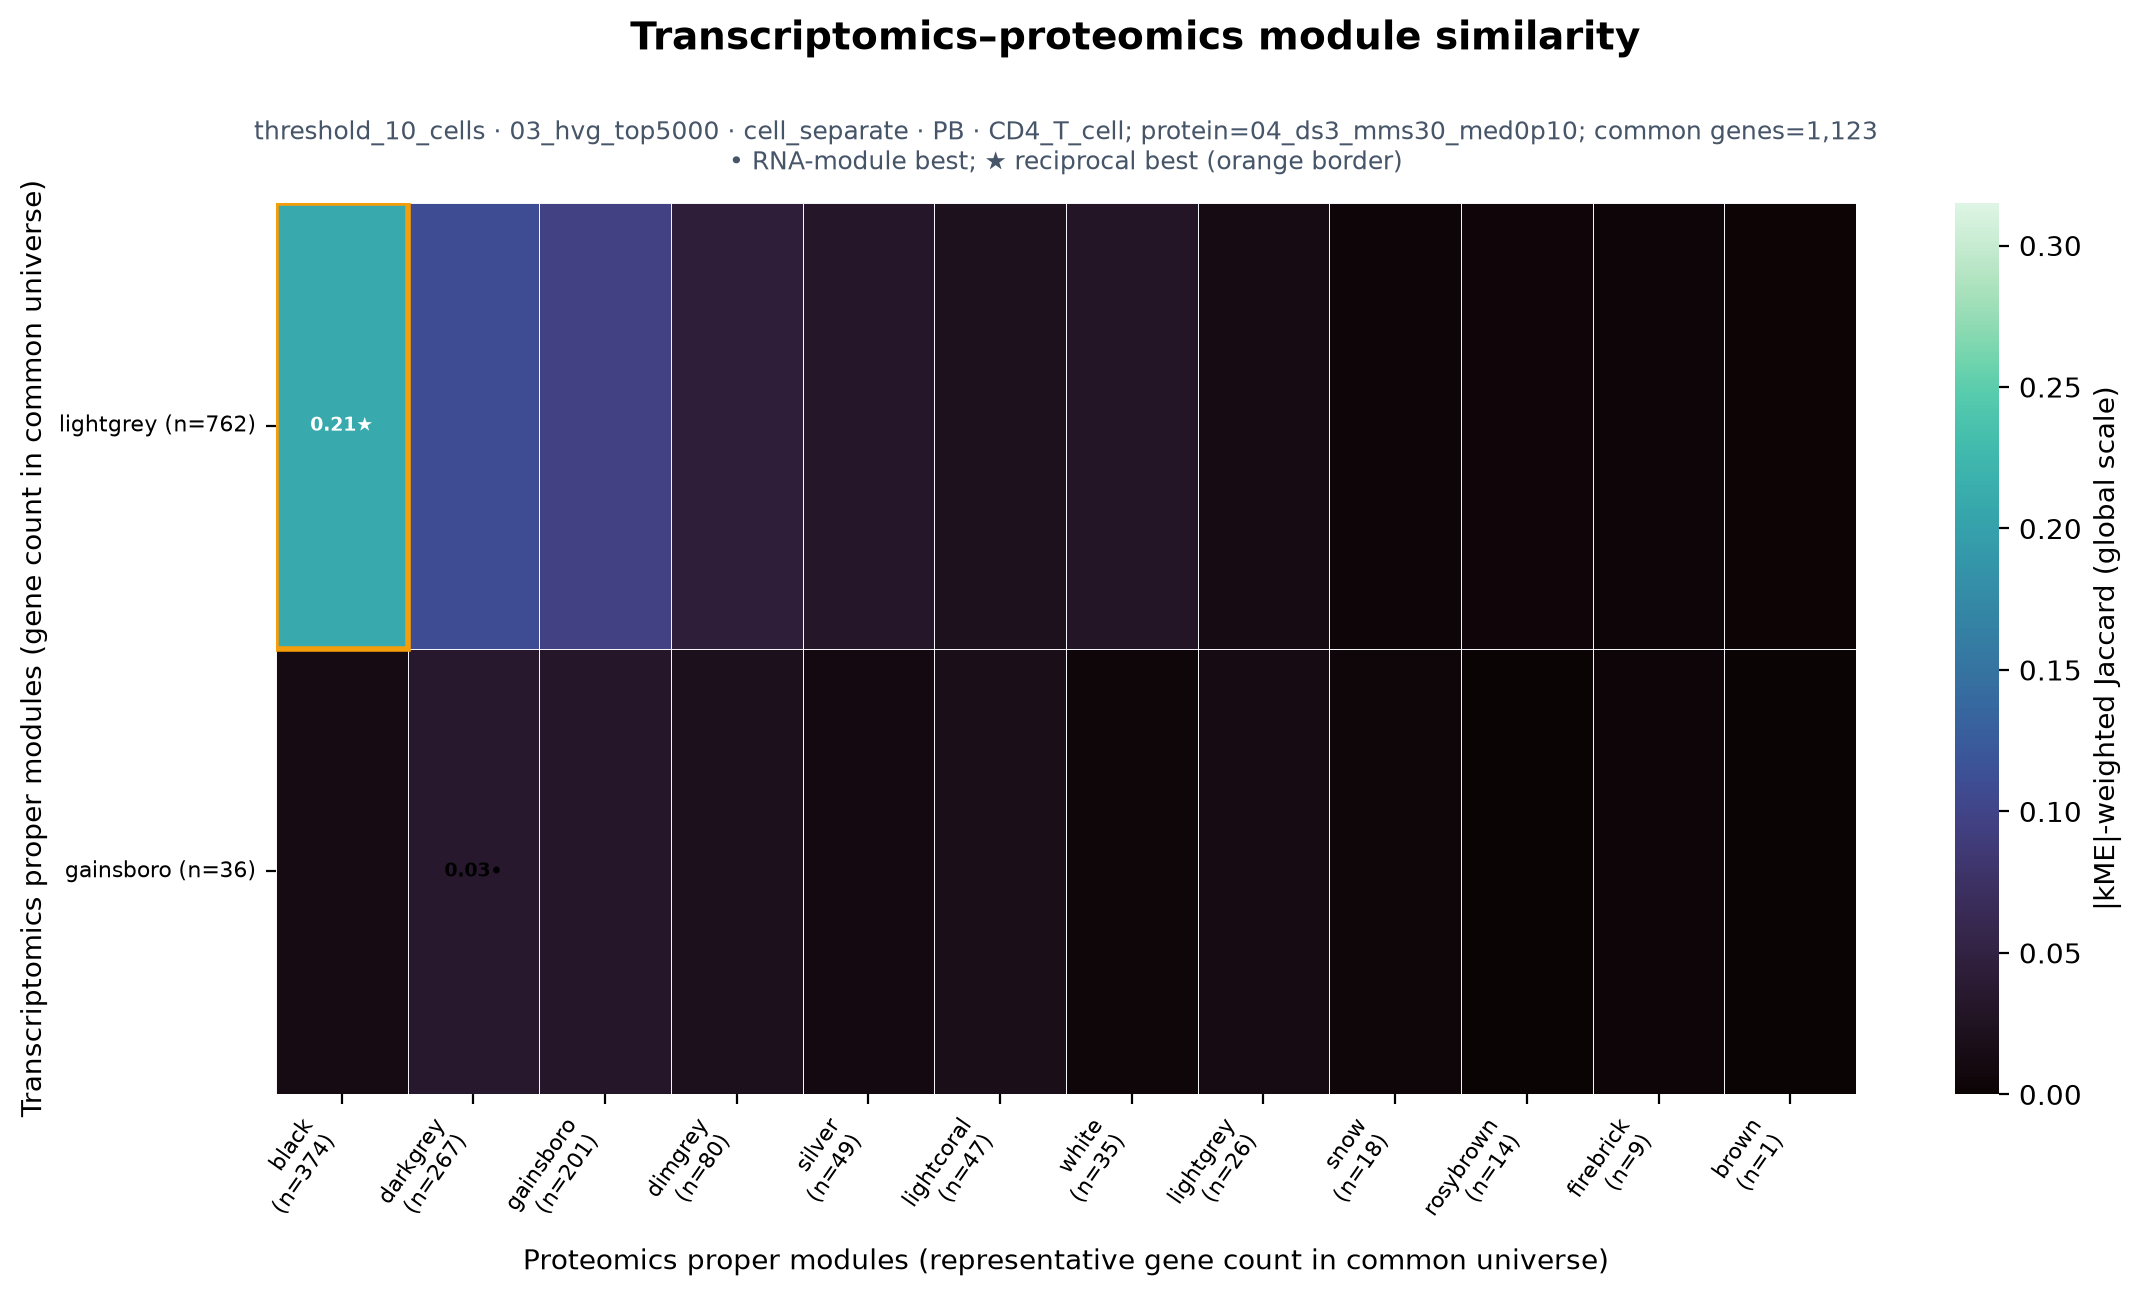 Transcriptomics–proteomics module similarity
threshold_10_cells · 03_hvg_top5000 · cell_separate · PB · CD4_T_cell; protein=04_ds3_mms30_med0p10; common genes=1,123
• RNA-module best; ★ reciprocal best (orange border)
Transcriptomics proper modules (gene count in common universe)
lightgrey (n=762)
gainsboro (n=36)
0.21★
0.03•
black
(n=374)
darkgrey
(n=267)
gainsboro
(n=201)
dimgrey
(n=80)
silver
(n=49)
lightcoral
(n=47)
white
(n=35)
lightgrey
(n=26)
snow
(n=18)
rosybrown
(n=14)
firebrick
(n=9)
brown
(n=1)
Proteomics proper modules (representative gene count in common universe)
0.30
0.25
0.20
0.15
0.10
0.05
0.00
|kME|-weighted Jaccard (global scale)